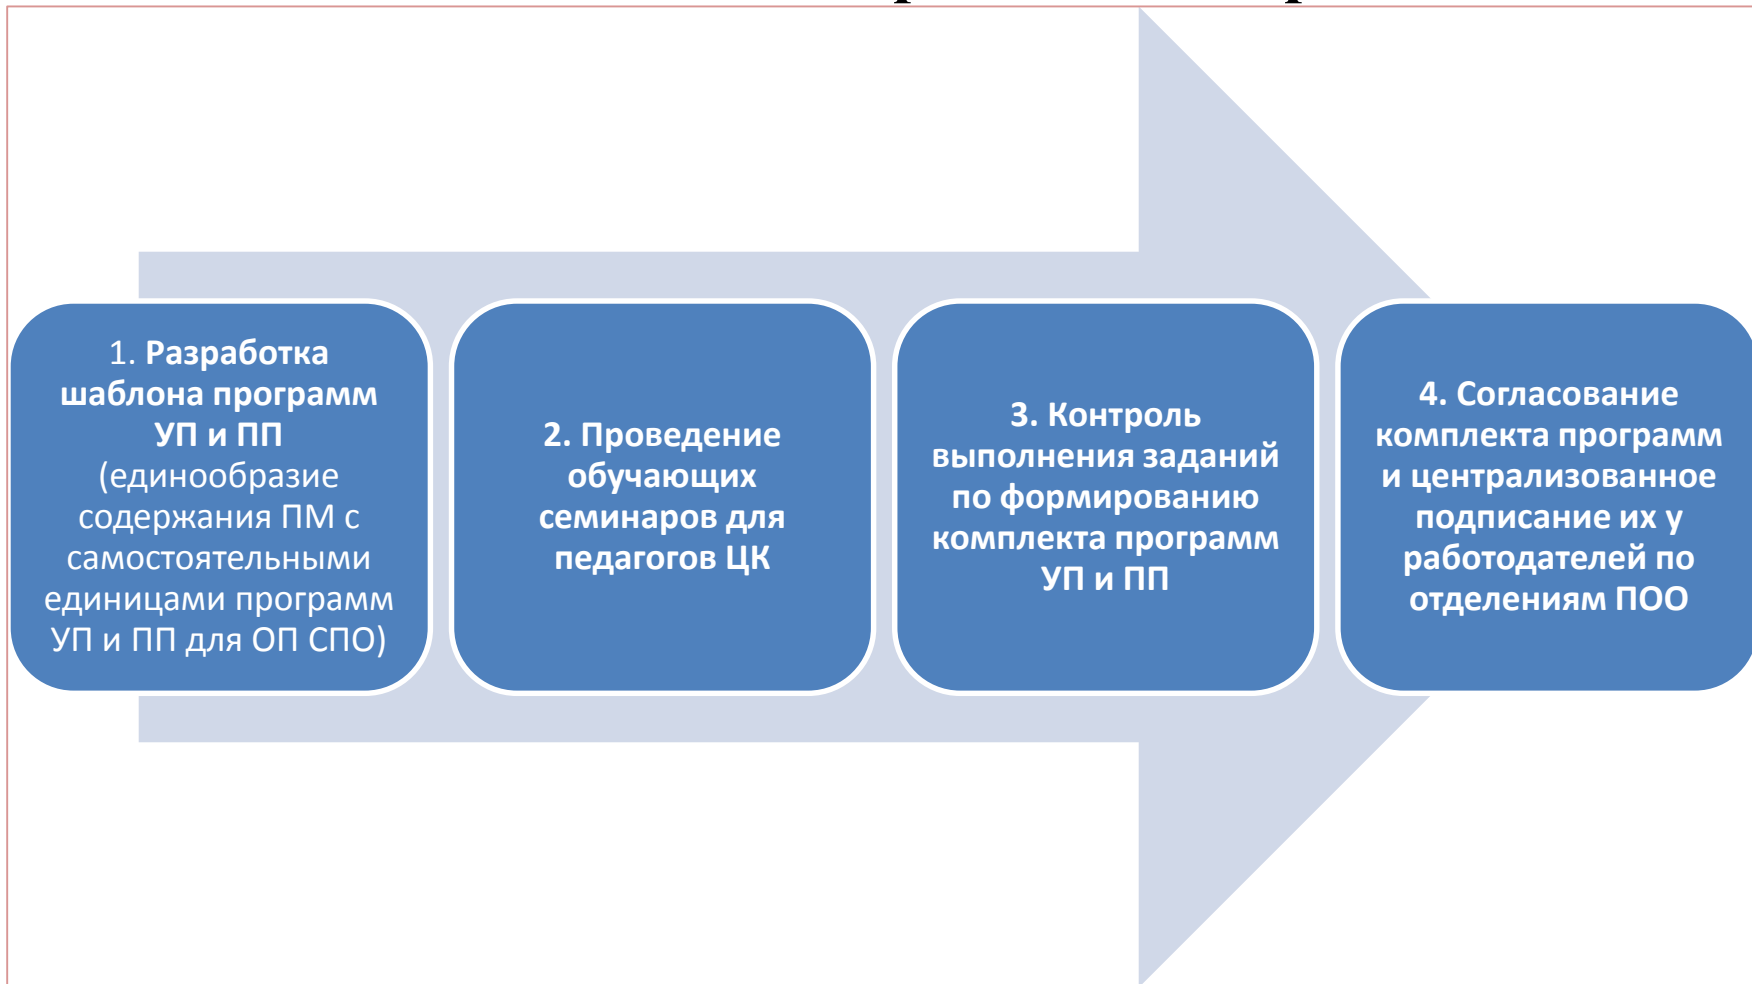 1. Разработка
шаблона программ
УП и ПП
(единообразие
содержания ПМ с
самостоятельными
единицами программ
УП и ПП для ОП СПО)
2. Проведение
обучающих
семинаров для
педагогов ЦК
3. Контроль
выполнения заданий
по формированию
комплекта программ
УП и ПП
4. Согласование
комплекта программ
и централизованное
подписание их у
работодателей по
отделениям ПОО